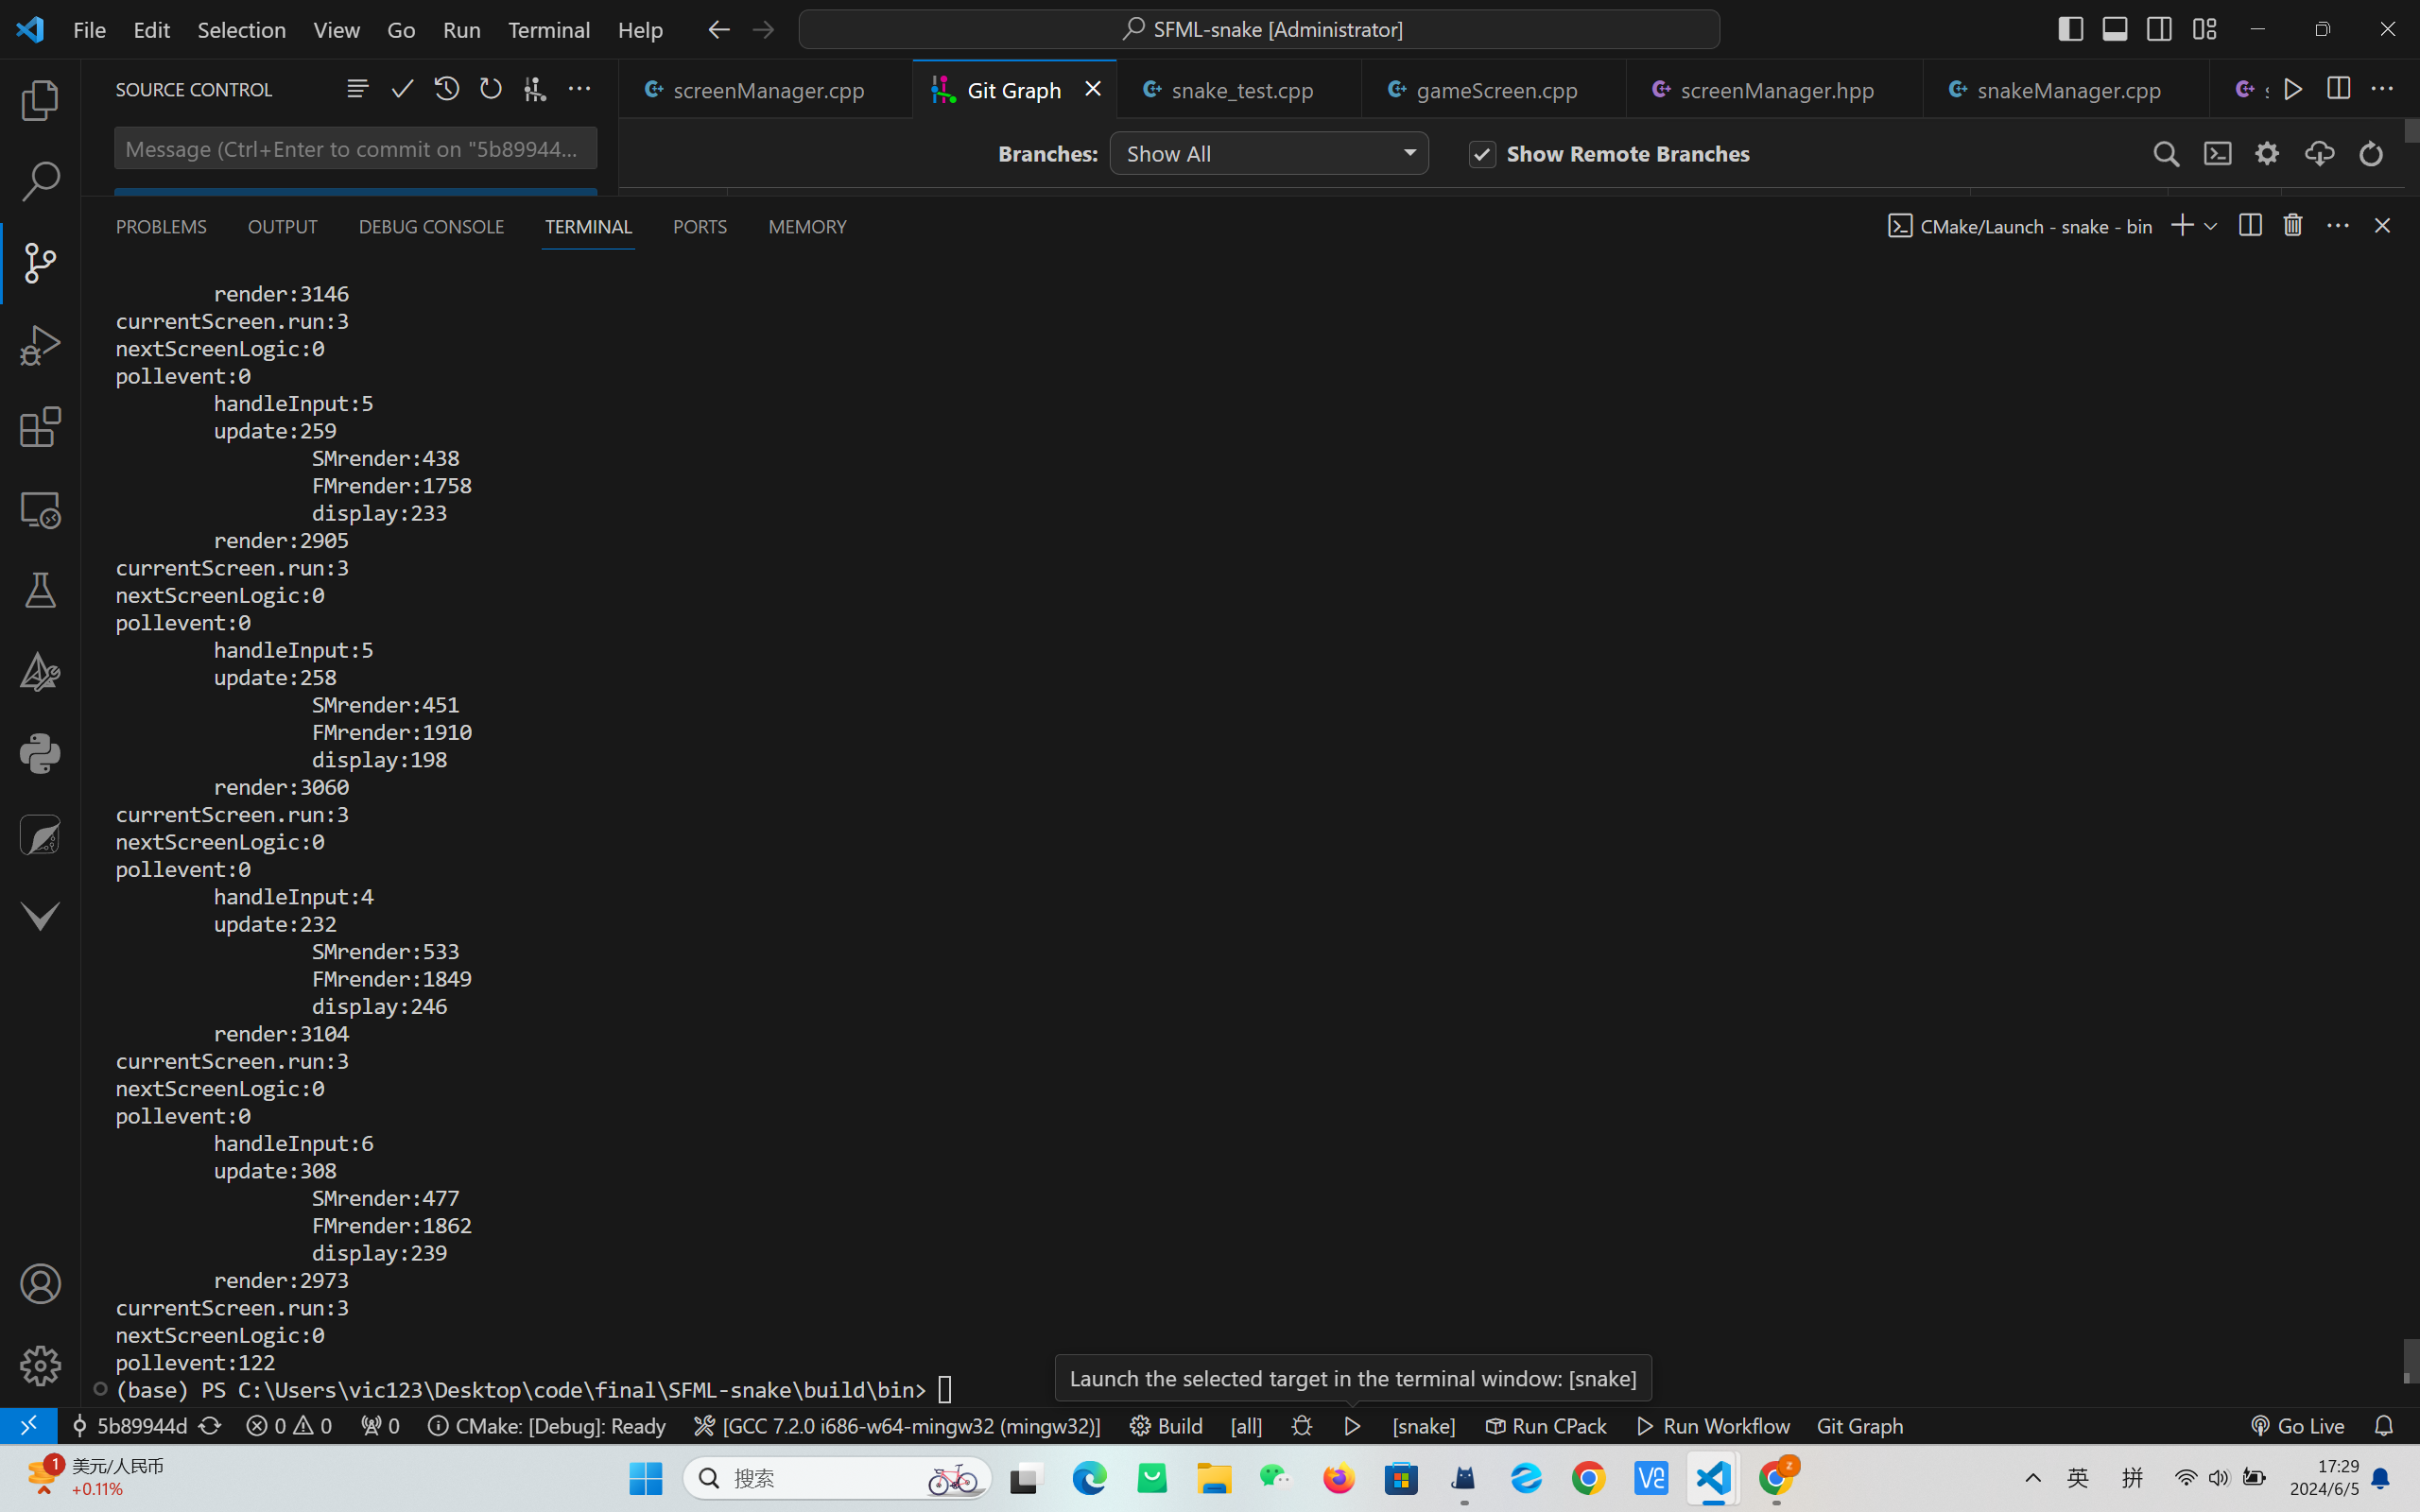 File Edit Selection View Go Run Terminal Help SFML-snake [Administrator]
SOURCE CONTROL
screenManager.cpp Git Graph snake_test.cpp gameScreen.cpp screenManager.hpp snakeManager.cpp
Message (Ctrl+Enter to commit on "5b89944...
Branches: Show All Show Remote Branches
PROBLEMS OUTPUT DEBUG CONSOLE TERMINAL PORTS MEMORY
CMake/Launch - snake - bin
render:3146
currentScreen.run:3
nextScreenLogic:0
pollevent:0
handleInput:5
update:259
SMrender:438
FMrender:1758
display:233
render:2905
currentScreen.run:3
nextScreenLogic:0
pollevent:0
handleInput:5
update:258
SMrender:451
FMrender:1910
display:198
render:3060
currentScreen.run:3
nextScreenLogic:0
pollevent:0
handleInput:4
update:232
SMrender:533
FMrender:1849
display:246
render:3104
currentScreen.run:3
nextScreenLogic:0
pollevent:0
handleInput:6
update:308
SMrender:477
FMrender:1862
display:239
render:2973
currentScreen.run:3
nextScreenLogic:0
pollevent:122
(base) PS C:\Users\vic123\Desktop\code\final\SFML-snake\build\bin>
Launch the selected target in the terminal window: [snake]
5b89944d 0 0 0 CMake: [Debug]: Ready [GCC 7.2.0 i686-w64-mingw32 (mingw32)] Build [all] [snake] Run CPack Run Workflow Git Graph Go Live
1 美元/人民币
+0.11%
搜索
英 拼
17:29
2024/6/5